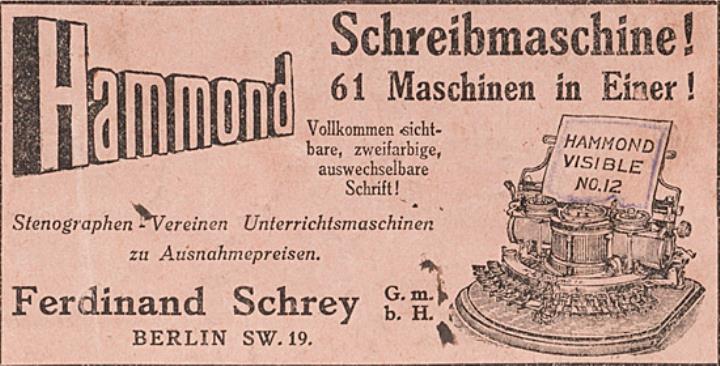 Hammond
Schreibmaschine!
61 Maschinen in Einer!
Vollkommen sicht-
bare, zweifarbige,
auswechselbare
Schrift!
HAMMOND
VISIBLE
NO.12
Stenographen-Vereinen Unterrichtsmaschinen
zu Ausnahmepreisen.
Ferdinand Schrey G. m.
b. H.
BERLIN SW. 19.